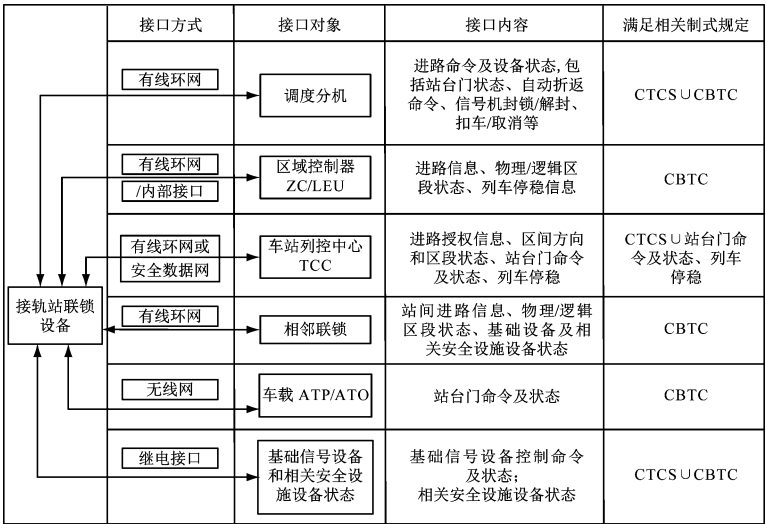 接口方式
接口对象
接口内容
满足相关制式规定
有线环网
调度分机
进路命令及设备状态,包
括站台门状态、自动折返
命令、信号机封锁/解封、
扣车/取消等
CTCS∪CBTC
有线环网
/内部接口
区域控制器
ZC/LEU
进路信息、物理/逻辑区
段状态、列车停稳信息
CBTC
有线环网或
安全数据网
车站列控中心
TCC
进路授权信息、区间方向
和区段状态、站台门命令
及状态、列车停稳
CTCS∪站台门命
令及状态、列车
停稳
接轨站联锁
设备
有线环网
相邻联锁
站间进路信息、物理/逻辑
区段状态、基础设备及相
关安全设施设备状态
CBTC
无线网
车载 ATP/ATO
站台门命令及状态
CBTC
继电接口
基础信号设备
和相关安全设
施设备状态
基础信号设备控制命令
及状态;
相关安全设施设备状态
CTCS∪CBTC